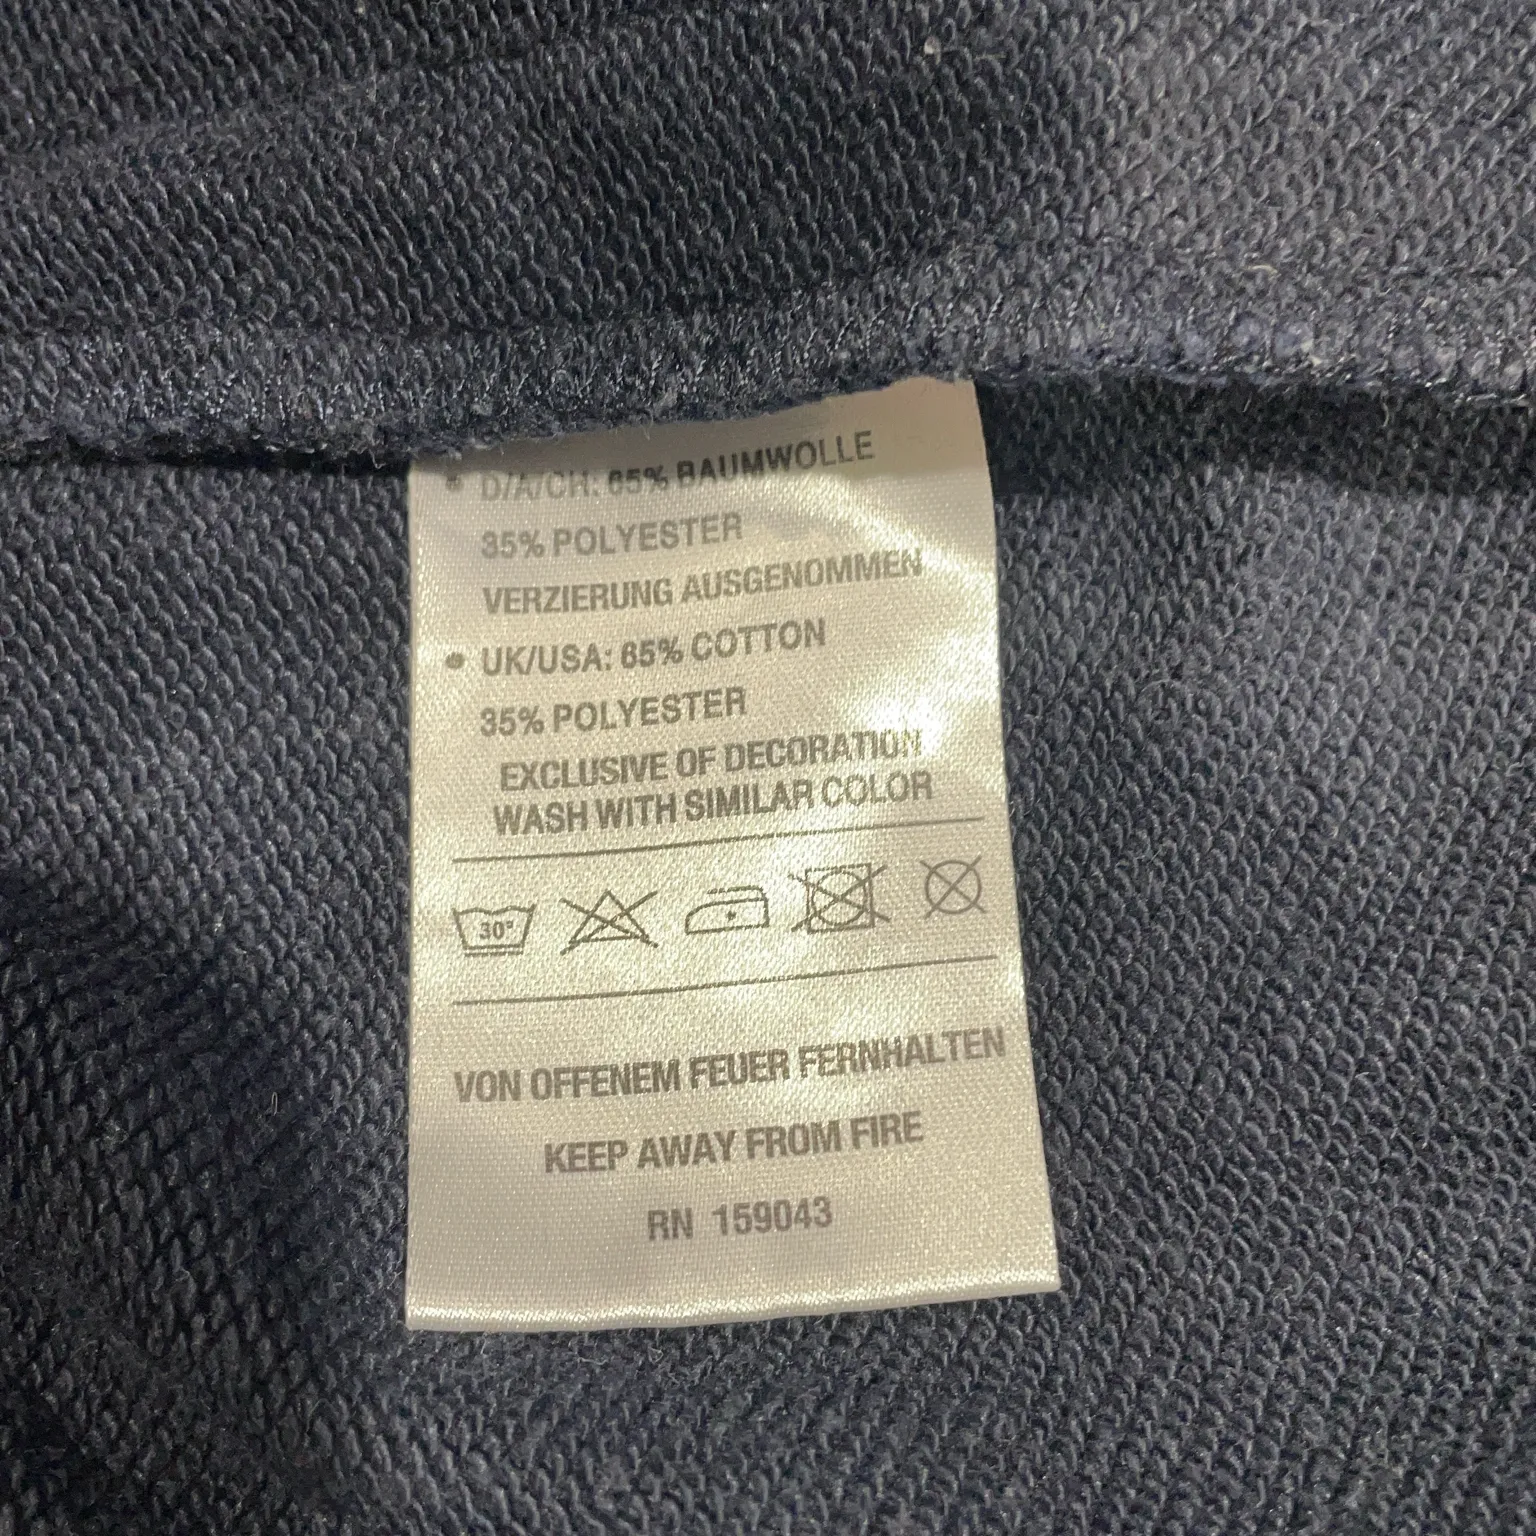 • D/A/CH: 65% BAUMWOLLE
35% POLYESTER
VERZIERUNG AUSGENOMMEN
• UK/USA: 65% COTTON
35% POLYESTER
EXCLUSIVE OF DECORATION
WASH WITH SIMILAR COLOR
30°
VON OFFENEM FEUER FERNHALTEN
KEEP AWAY FROM FIRE
RN 159043